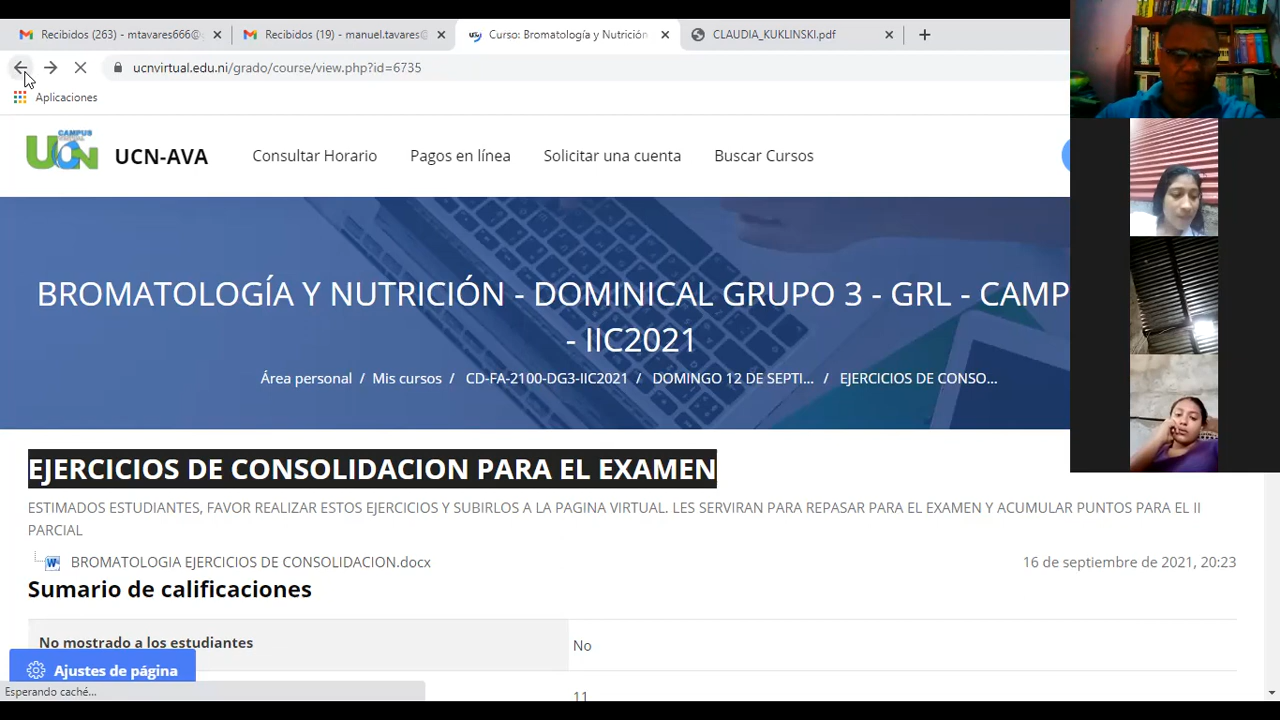 Recibidos (263) - mtavares666@
Recibidos (19) - manuel.tavares@
Curso: Bromatología y Nutrición
CLAUDIA_KUKLINSKI.pdf
ucnvirtual.edu.ni/grado/course/view.php?id=6735
Aplicaciones
CAMPUS
UCN
UCN-AVA
Consultar Horario
Pagos en línea
Solicitar una cuenta
Buscar Cursos
BROMATOLOGÍA Y NUTRICIÓN - DOMINICAL GRUPO 3 - GRL - CAMP
- IIC2021
Área personal / Mis cursos / CD-FA-2100-DG3-IIC2021 / DOMINGO 12 DE SEPTI... / EJERCICIOS DE CONSO...
EJERCICIOS DE CONSOLIDACION PARA EL EXAMEN
ESTIMADOS ESTUDIANTES, FAVOR REALIZAR ESTOS EJERCICIOS Y SUBIRLOS A LA PAGINA VIRTUAL. LES SERVIRAN PARA REPASAR PARA EL EXAMEN Y ACUMULAR PUNTOS PARA EL II
PARCIAL
BROMATOLOGIA EJERCICIOS DE CONSOLIDACION.docx
16 de septiembre de 2021, 20:23
Sumario de calificaciones
No mostrado a los estudiantes
No
Ajustes de página
Esperando caché...
11